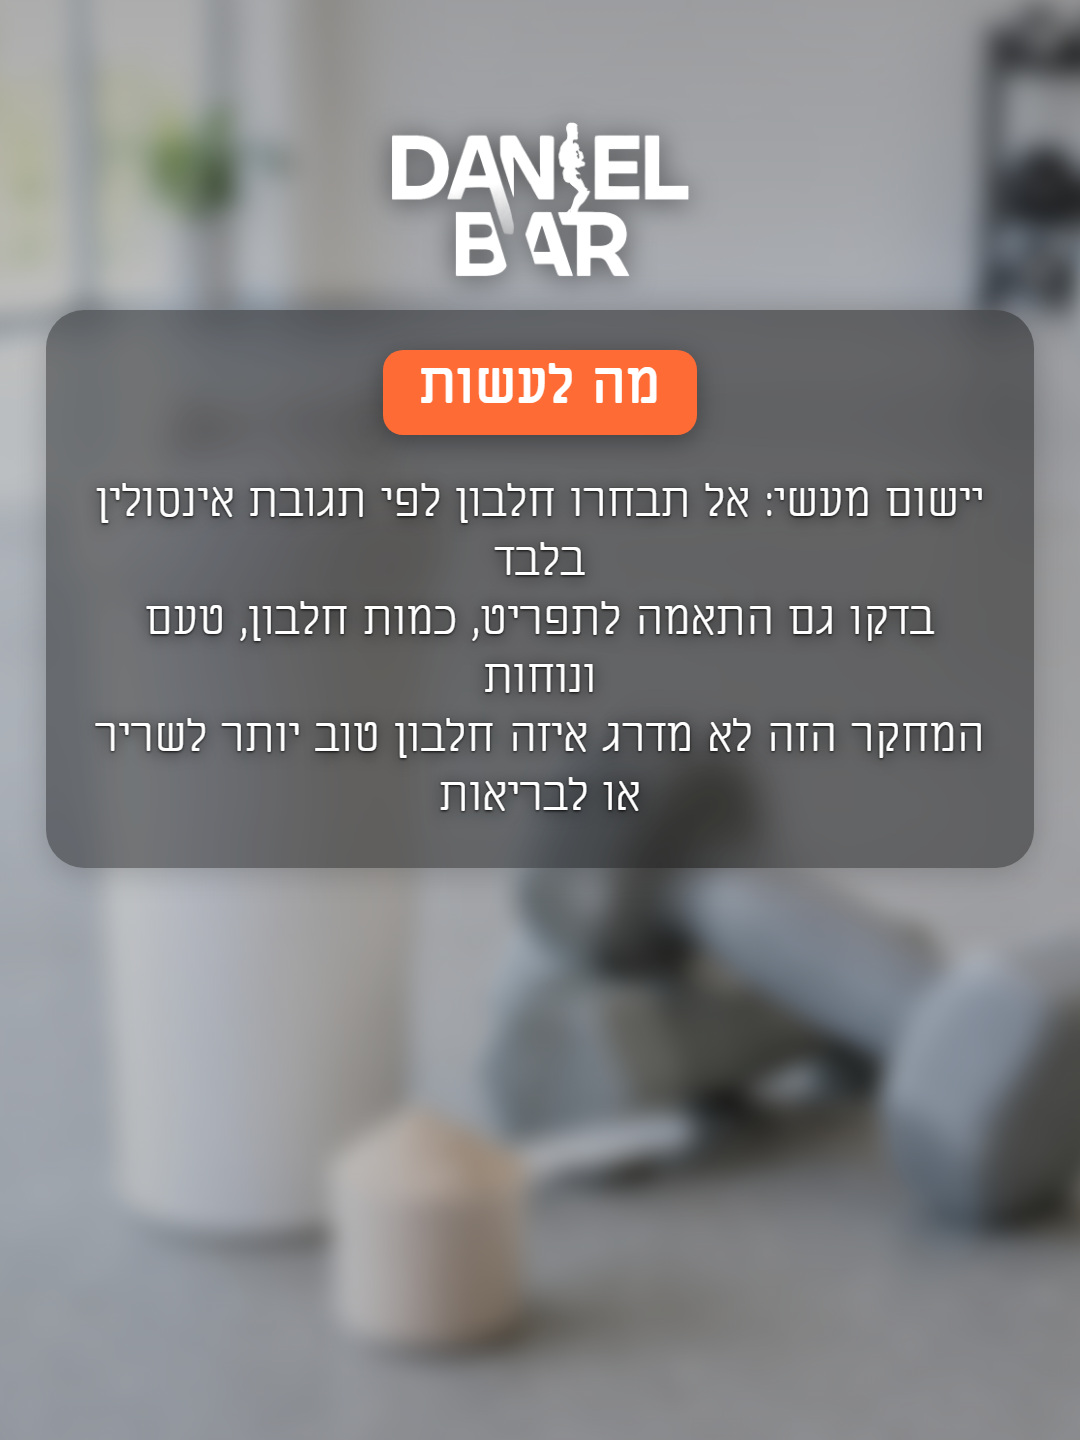 DANIEL
BAR
מה לעשות
יישום מעשי: אל תבחרו חלבון לפי תגובת אינסולין
בלבד
בדקו גם התאמה לתפריט, כמות חלבון, טעם
ונוחות
המחקר הזה לא מדרג איזה חלבון טוב יותר לשריר
או לבריאות